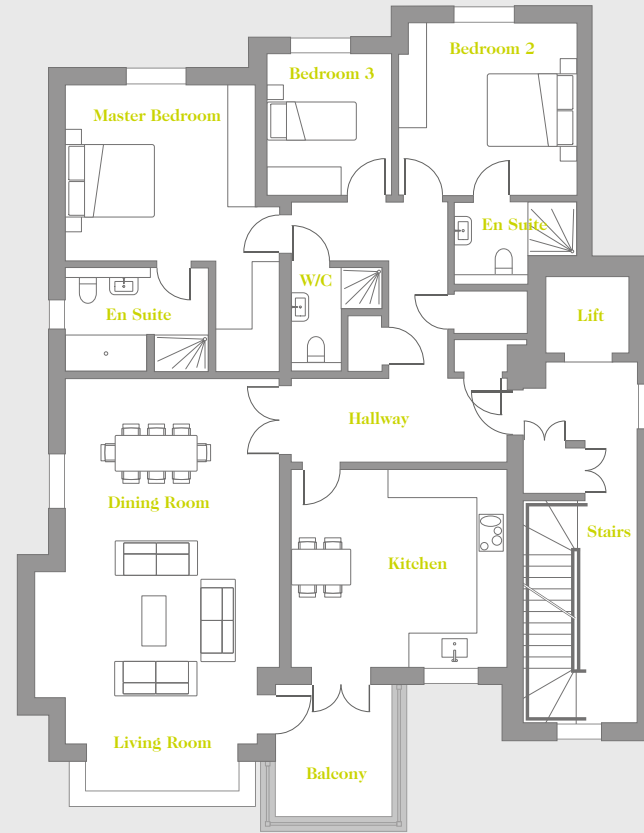 Bedroom 2
Bedroom 3
Master Bedroom
En Suite
W/C
En Suite
Lift
Hallway
Dining Room
Stairs
Kitchen
Living Room
Balcony